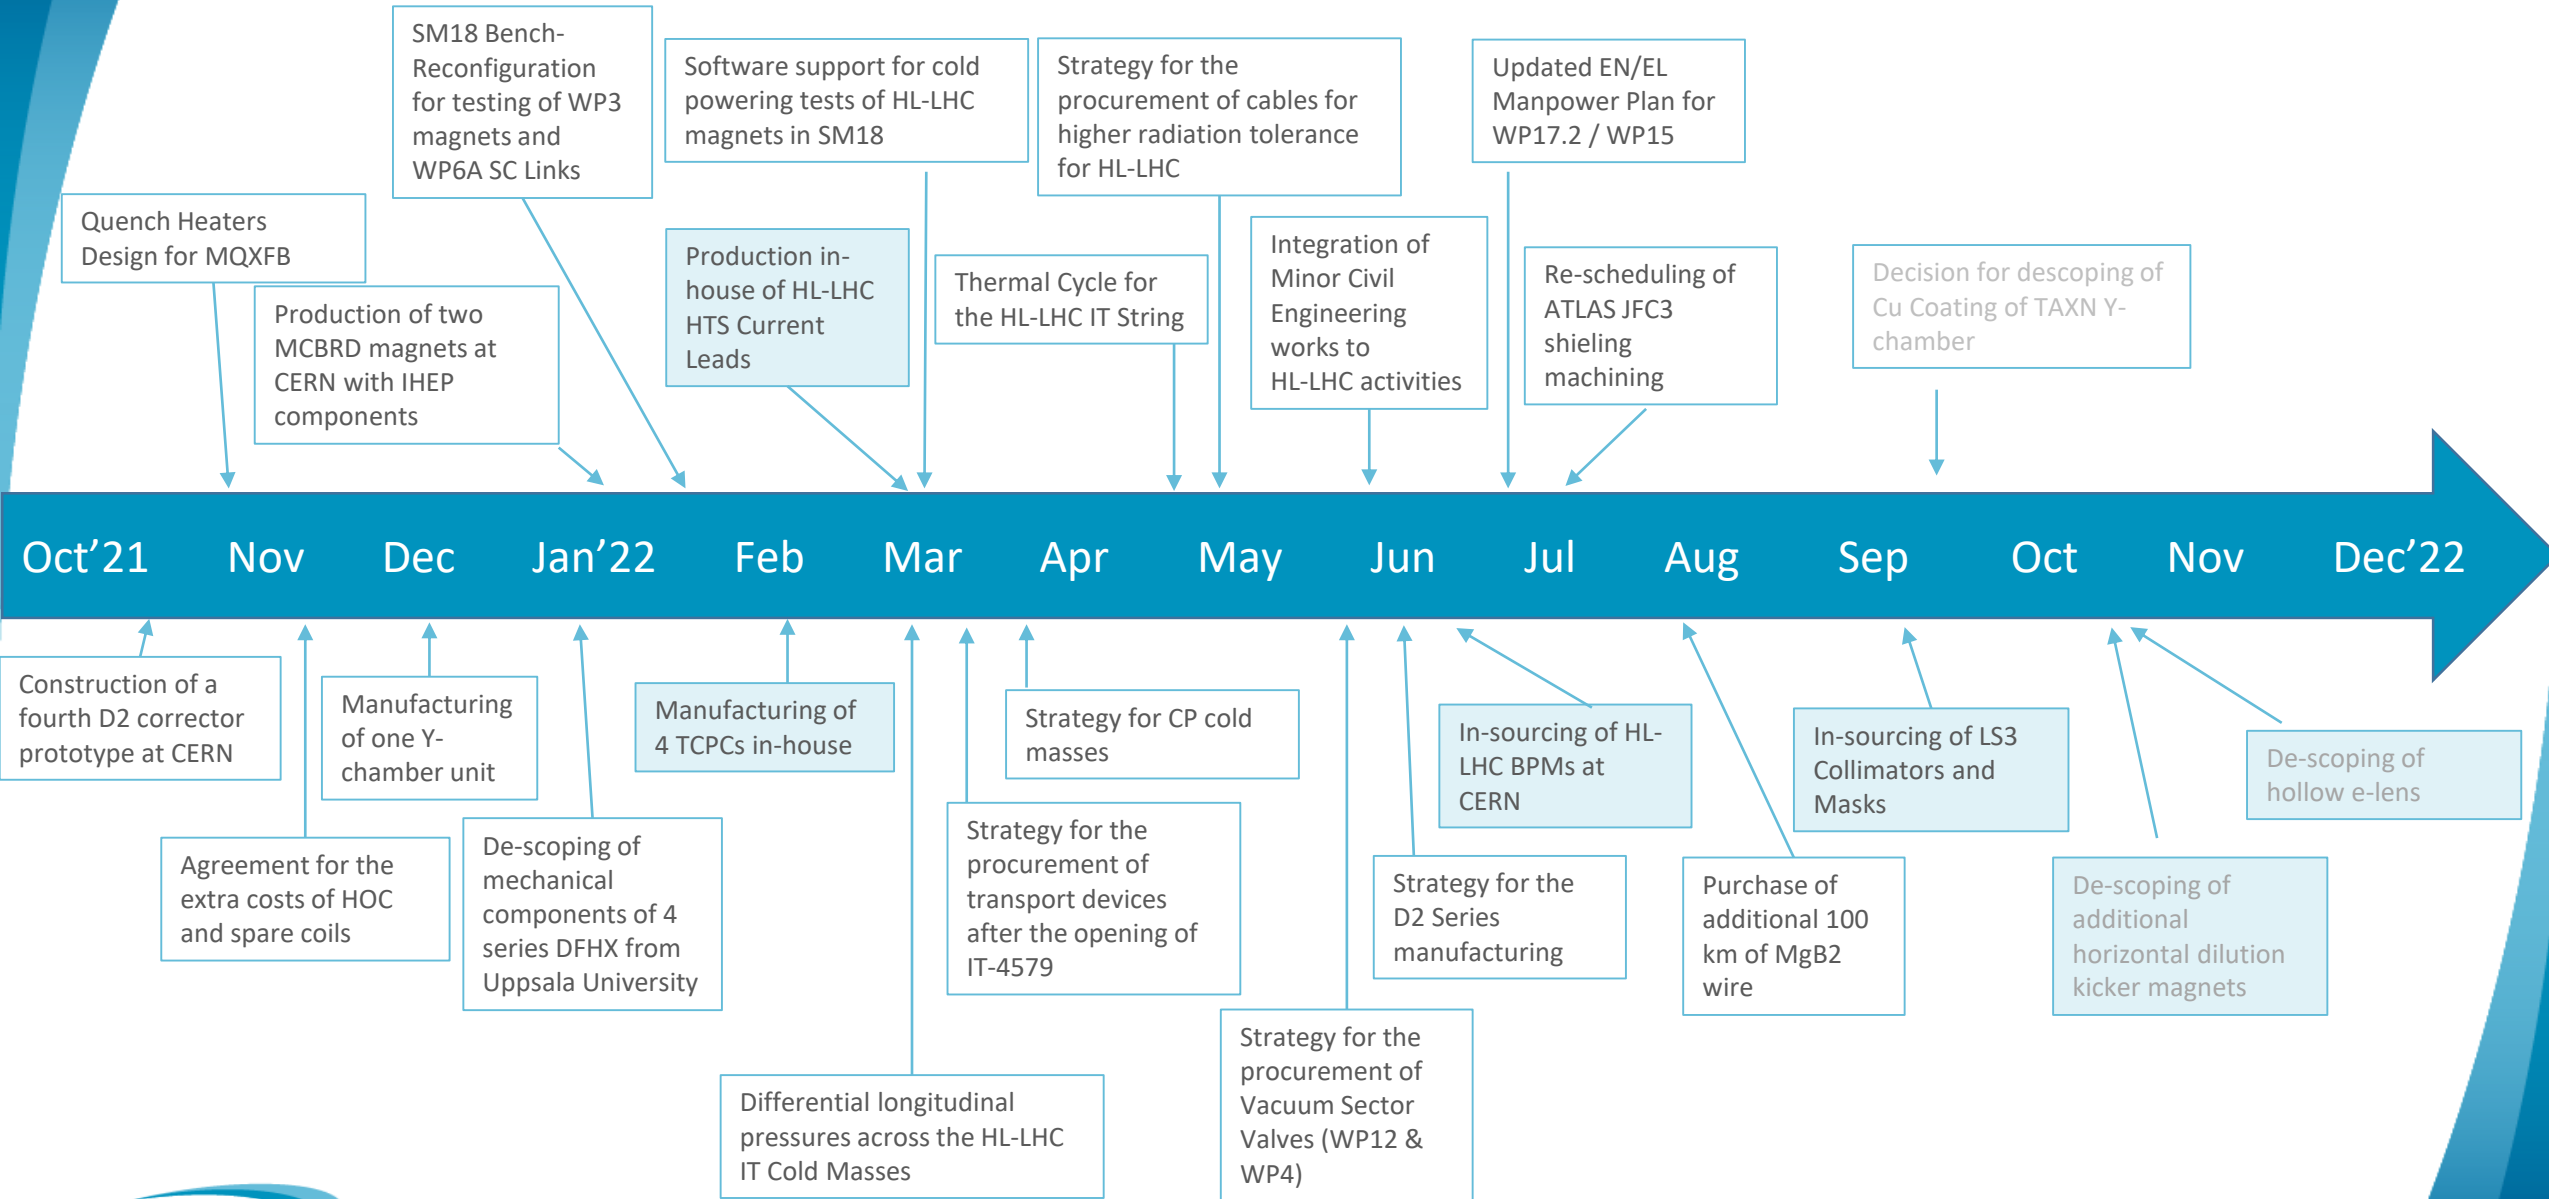 SM18 Bench-
Reconfiguration
for testing of WP3
magnets and
WP6A SC Links
Software support for cold
powering tests of HL-LHC
magnets in SM18
Strategy for the
procurement of cables for
higher radiation tolerance
for HL-LHC
Updated EN/EL
Manpower Plan for
WP17.2 / WP15
Quench Heaters
Design for MQXFB
Production of two
MCBRD magnets at
CERN with IHEP
components
Production in-
house of HL-LHC
HTS Current
Leads
Thermal Cycle for
the HL-LHC IT String
Integration of
Minor Civil
Engineering
works to
HL-LHC activities
Re-scheduling of
ATLAS JFC3
shieling
machining
Decision for descoping of
Cu Coating of TAXN Y-
chamber
Oct’21 Nov Dec Jan’22 Feb Mar Apr May Jun Jul Aug Sep Oct Nov Dec’22
Construction of a
fourth D2 corrector
prototype at CERN
Manufacturing
of one Y-
chamber unit
Manufacturing of
4 TCPCs in-house
Strategy for CP cold
masses
In-sourcing of HL-
LHC BPMs at
CERN
In-sourcing of LS3
Collimators and
Masks
De-scoping of
hollow e-lens
Agreement for the
extra costs of HOC
and spare coils
De-scoping of
mechanical
components of 4
series DFHX from
Uppsala University
Strategy for the
procurement of
transport devices
after the opening of
IT-4579
Strategy for the
D2 Series
manufacturing
Purchase of
additional 100
km of MgB2
wire
De-scoping of
additional
horizontal dilution
kicker magnets
Differential longitudinal
pressures across the HL-LHC
IT Cold Masses
Strategy for the
procurement of
Vacuum Sector
Valves (WP12 &
WP4)